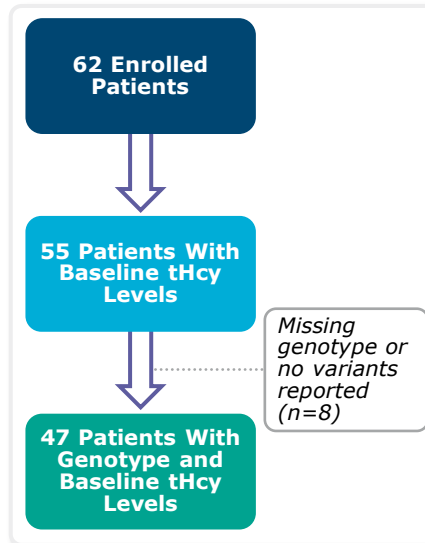 62 Enrolled
Patients
55 Patients With
Baseline tHcy
Levels
Missing
genotype or
no variants
reported
(n=8)
47 Patients With
Genotype and
Baseline tHcy
Levels